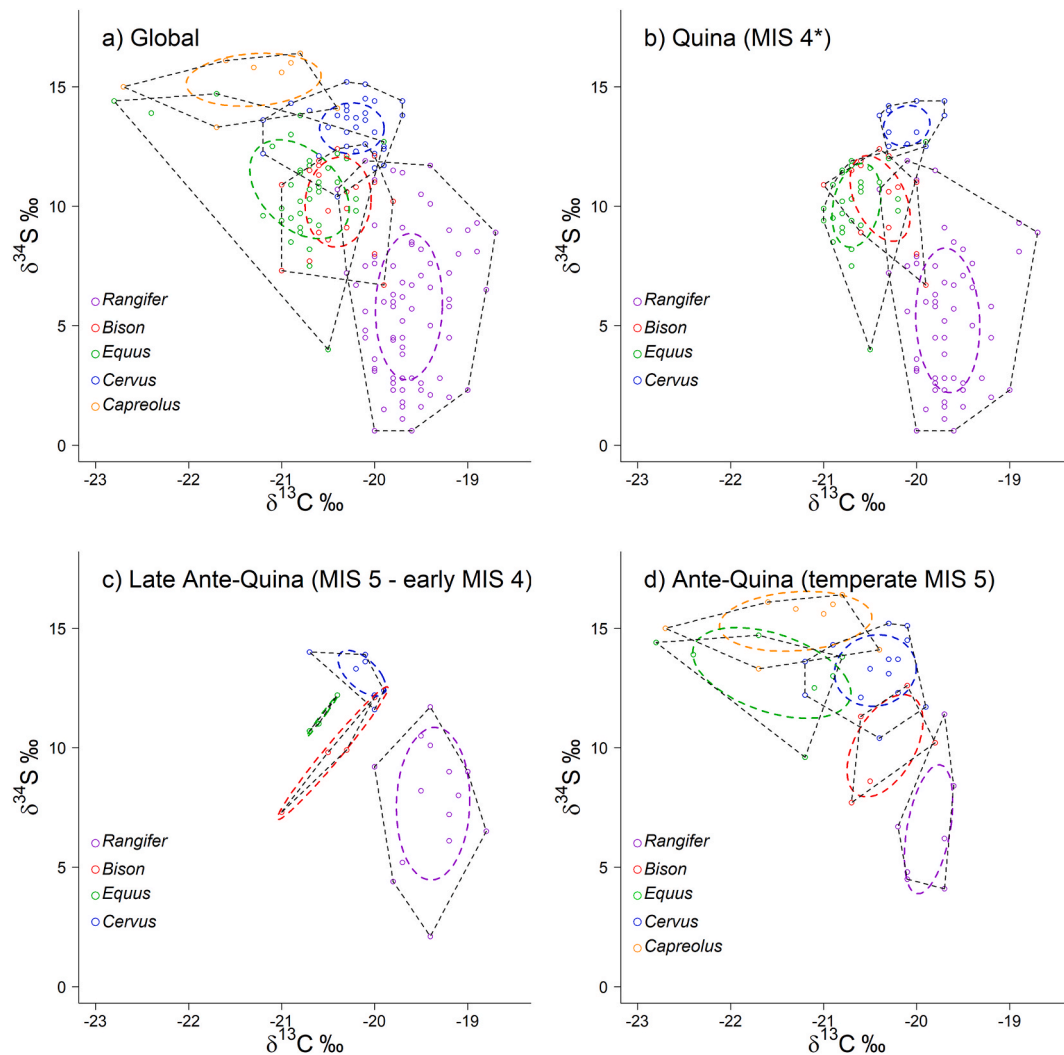 a) Global
15
10
5
0
δ³⁴S ‰
Rangifer
Bison
Equus
Cervus
Capreolus
-23 -22 -21 -20 -19
δ¹³C ‰
b) Quina (MIS 4*)
15
10
5
0
δ³⁴S ‰
Rangifer
Bison
Equus
Cervus
-23 -22 -21 -20 -19
δ¹³C ‰
c) Late Ante-Quina (MIS 5 - early MIS 4)
15
10
5
0
δ³⁴S ‰
Rangifer
Bison
Equus
Cervus
-23 -22 -21 -20 -19
δ¹³C ‰
d) Ante-Quina (temperate MIS 5)
15
10
5
0
δ³⁴S ‰
Rangifer
Bison
Equus
Cervus
Capreolus
-23 -22 -21 -20 -19
δ¹³C ‰